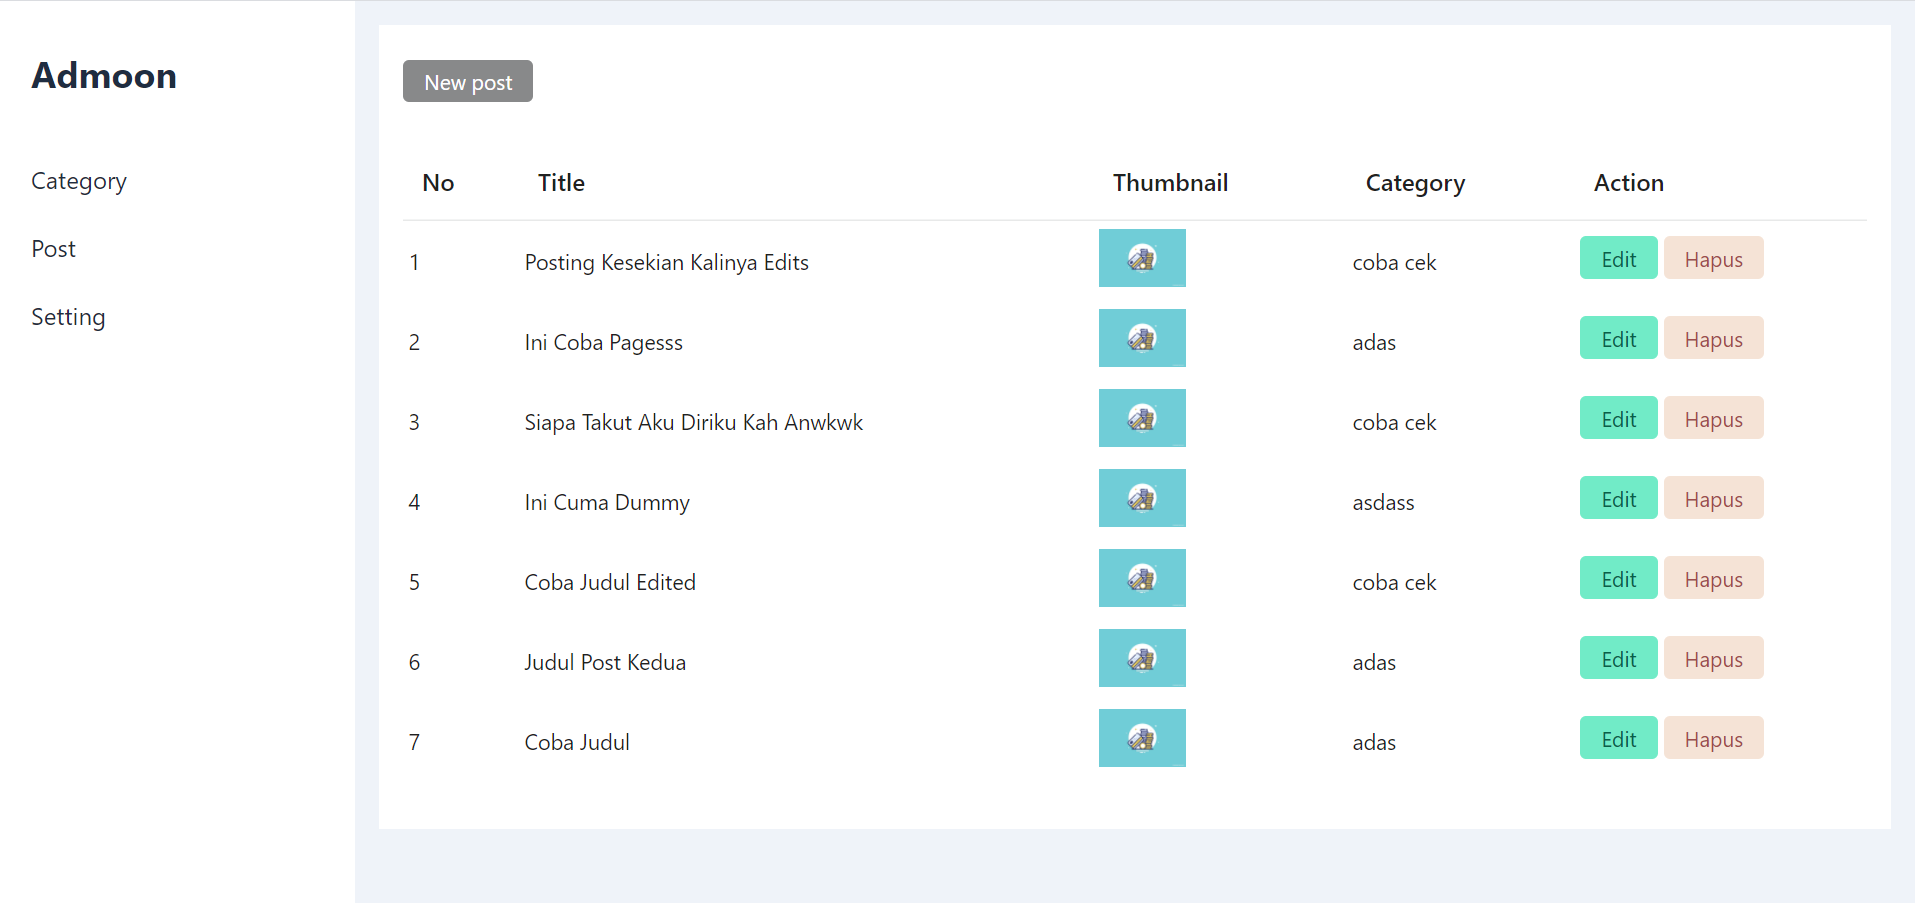 Admoon
Category
Post
Setting
New post
No Title Thumbnail Category Action
1 Posting Kesekian Kalinya Edits coba cek Edit Hapus
2 Ini Coba Pagesss adas Edit Hapus
3 Siapa Takut Aku Diriku Kah Anwkwk coba cek Edit Hapus
4 Ini Cuma Dummy asdass Edit Hapus
5 Coba Judul Edited coba cek Edit Hapus
6 Judul Post Kedua adas Edit Hapus
7 Coba Judul adas Edit Hapus